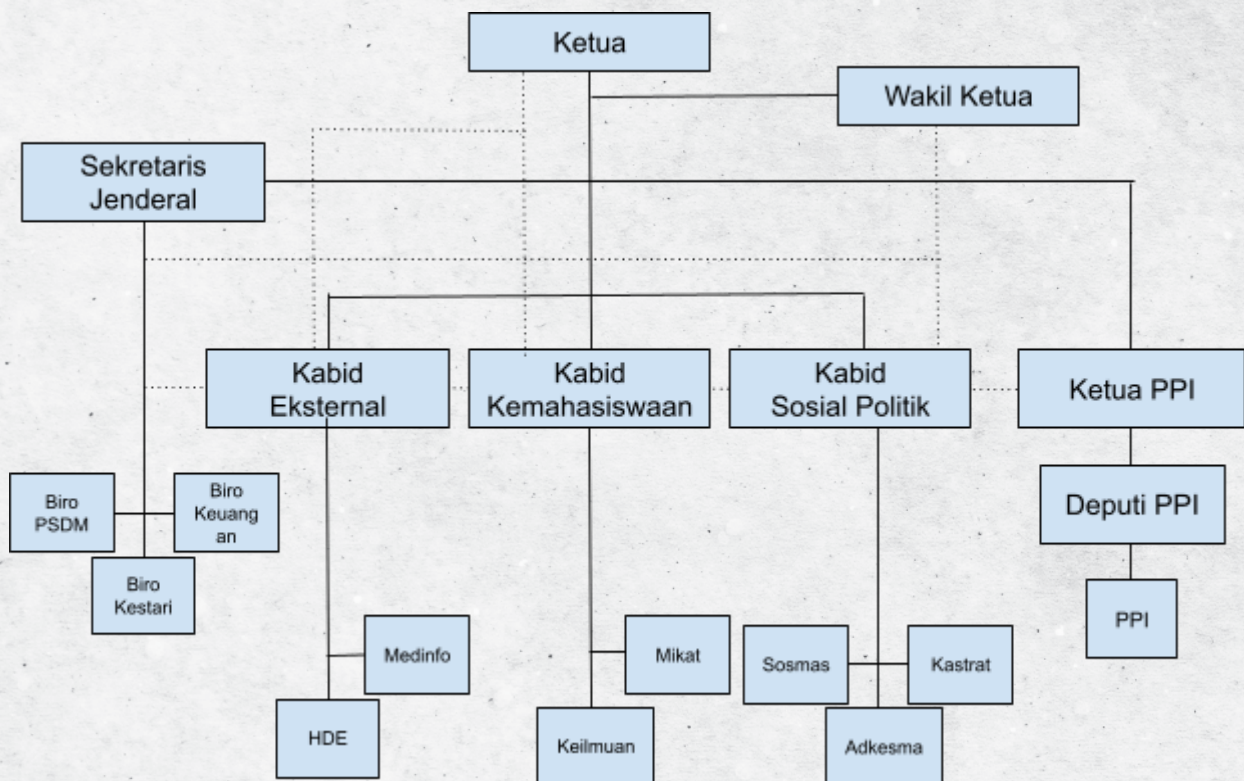 Ketua
Wakil Ketua
Sekretaris
Jenderal
Kabid
Eksternal
Kabid
Kemahasiswaan
Kabid
Sosial Politik
Ketua PPI
Biro
PSDM
Biro
Keuang
an
Biro
Kestari
Deputi PPI
PPI
Medinfo
HDE
Mikat
Keilmuan
Sosmas
Kastrat
Adkesma